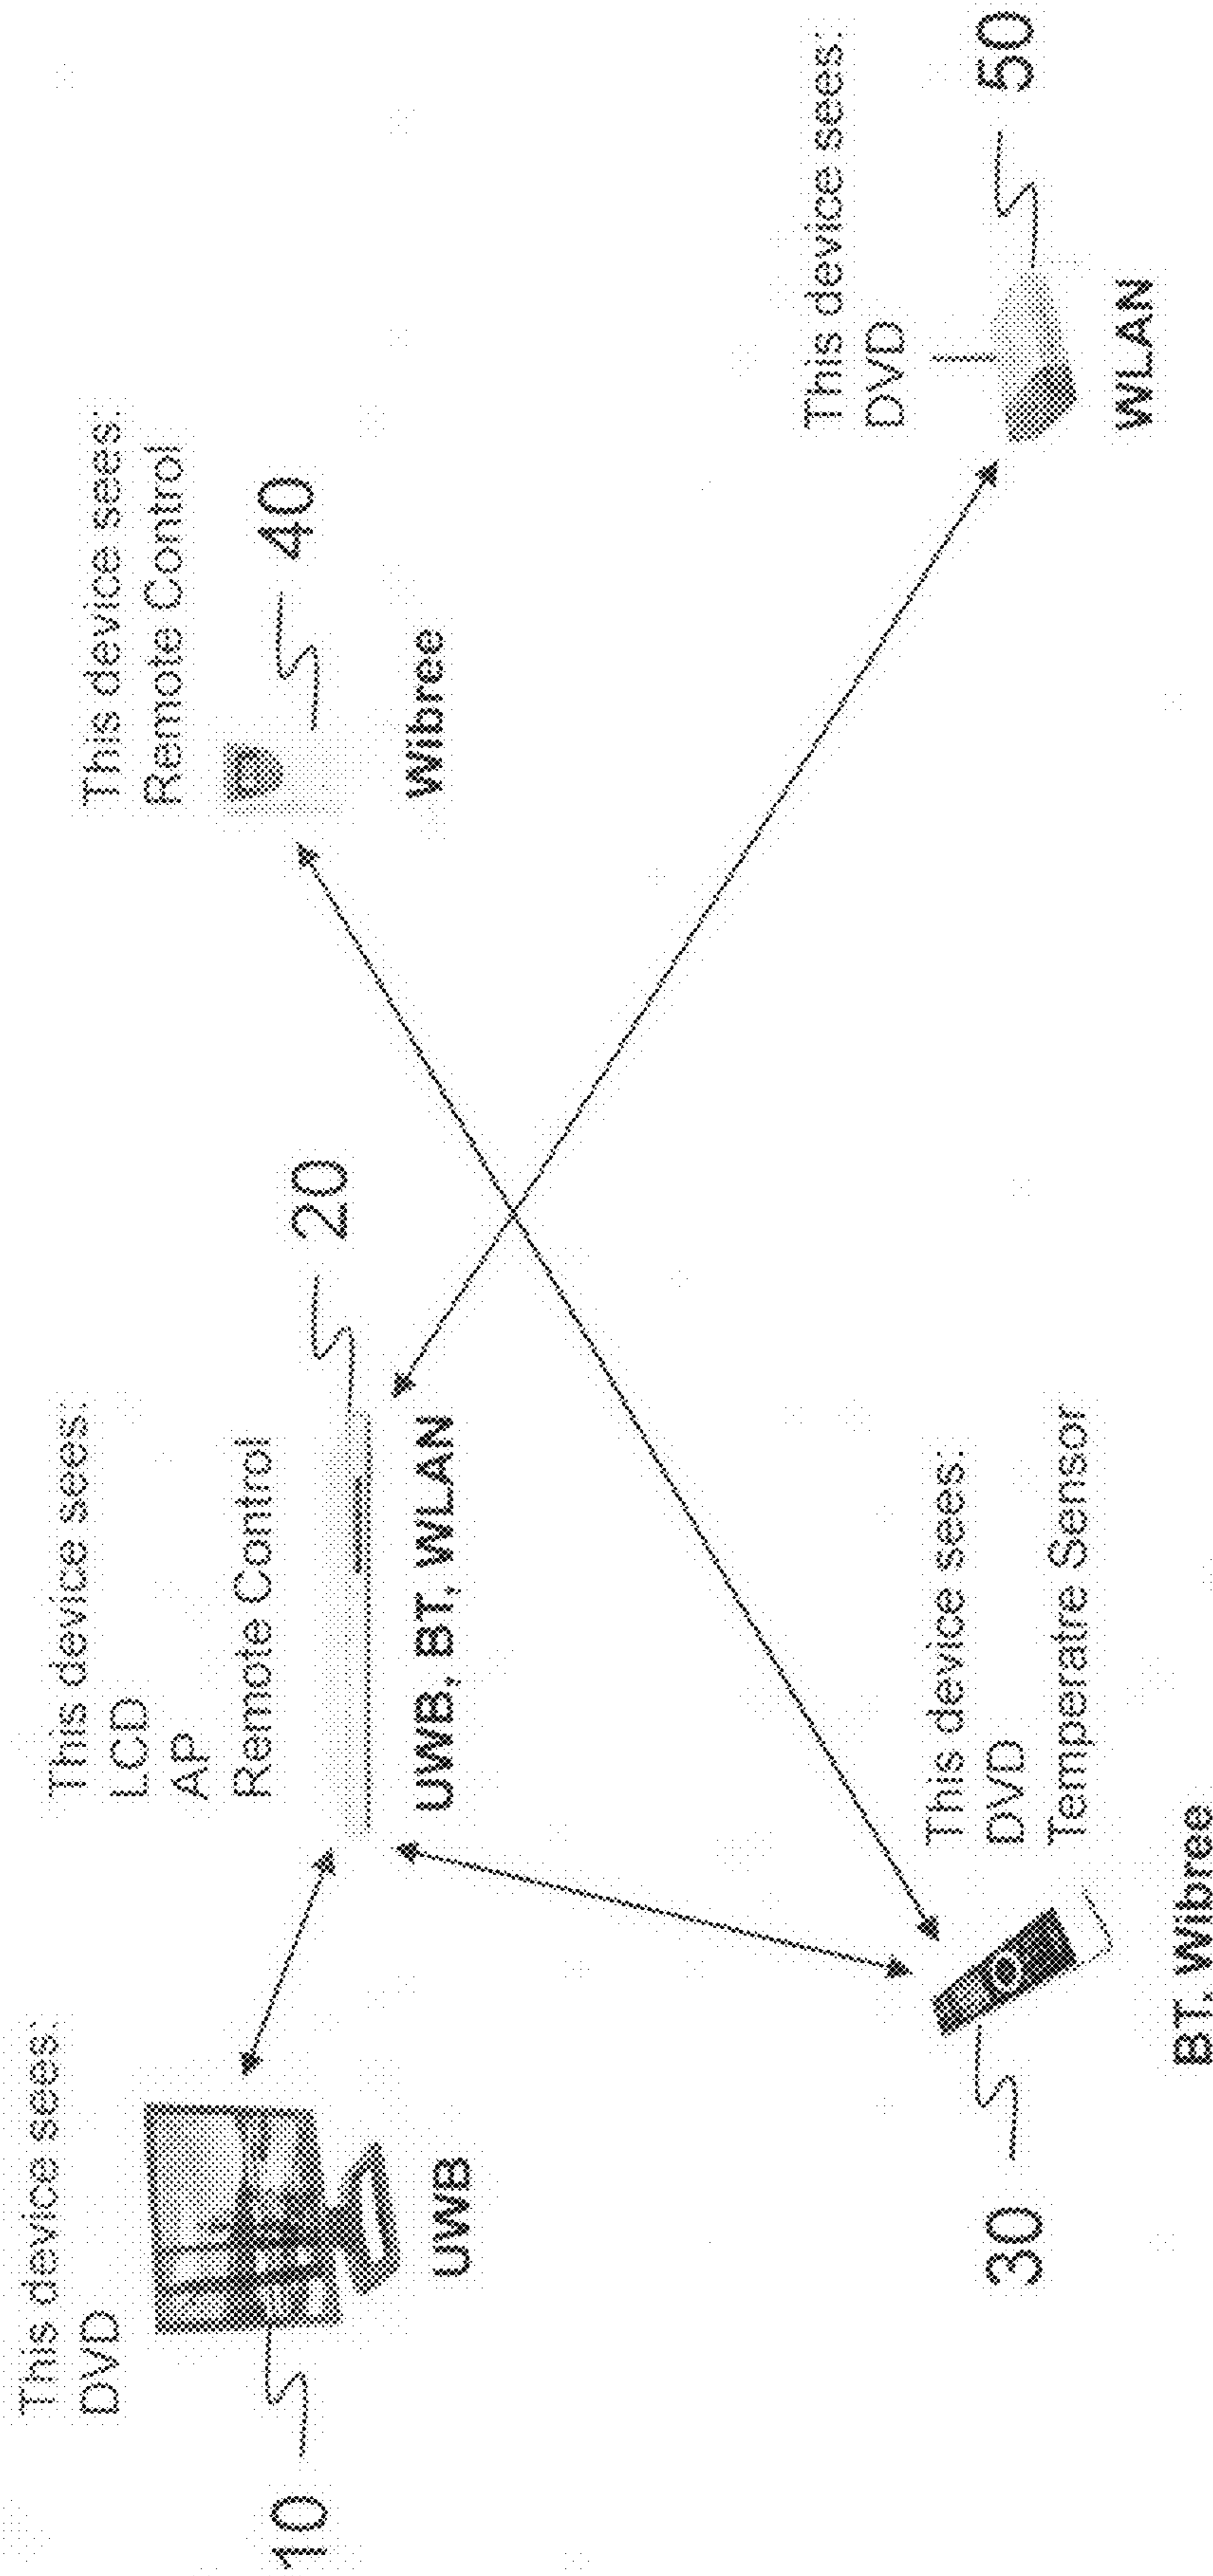 This device sees:
DVD
10
UWB
This device sees:
LCD
AP
Remote Control
20
UWB, BT, WLAN
This device sees:
Remote Control
40
Wibree
30
This device sees:
DVD
Temperatre Sensor
BT. Wibree
This device sees:
DVD
50
WLAN